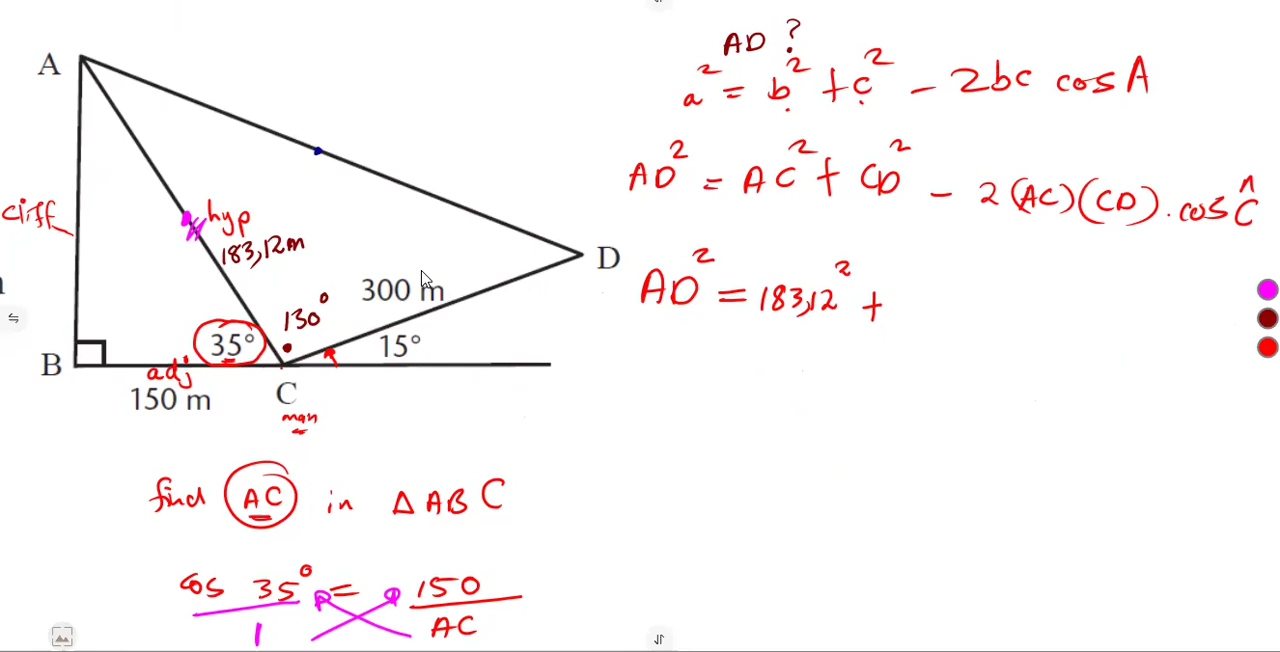 AD ?
a² = b² + c² - 2bc cos A
A
AD² = AC² + CD² - 2(AC)(CD).cos Ĉ
cliff
hyp
183,12m
D
300 m
AD² = 183,12² +
130°
35°
15°
B
adj
150 m
C
man
find AC in △ABC
cos 35° = 150
1 AC